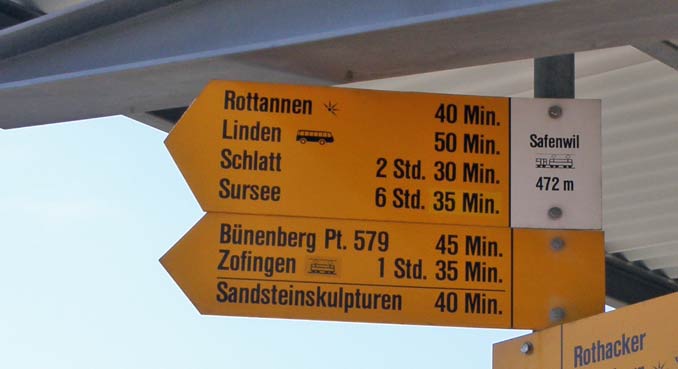 Rottannen 40 Min.
Linden 50 Min.
Schlatt 2 Std. 30 Min.
Sursee 6 Std. 35 Min.
Safenwil
472 m
Bünenberg Pt. 579 45 Min.
Zofingen 1 Std. 35 Min.
Sandsteinskulpturen 40 Min.
Rothacker